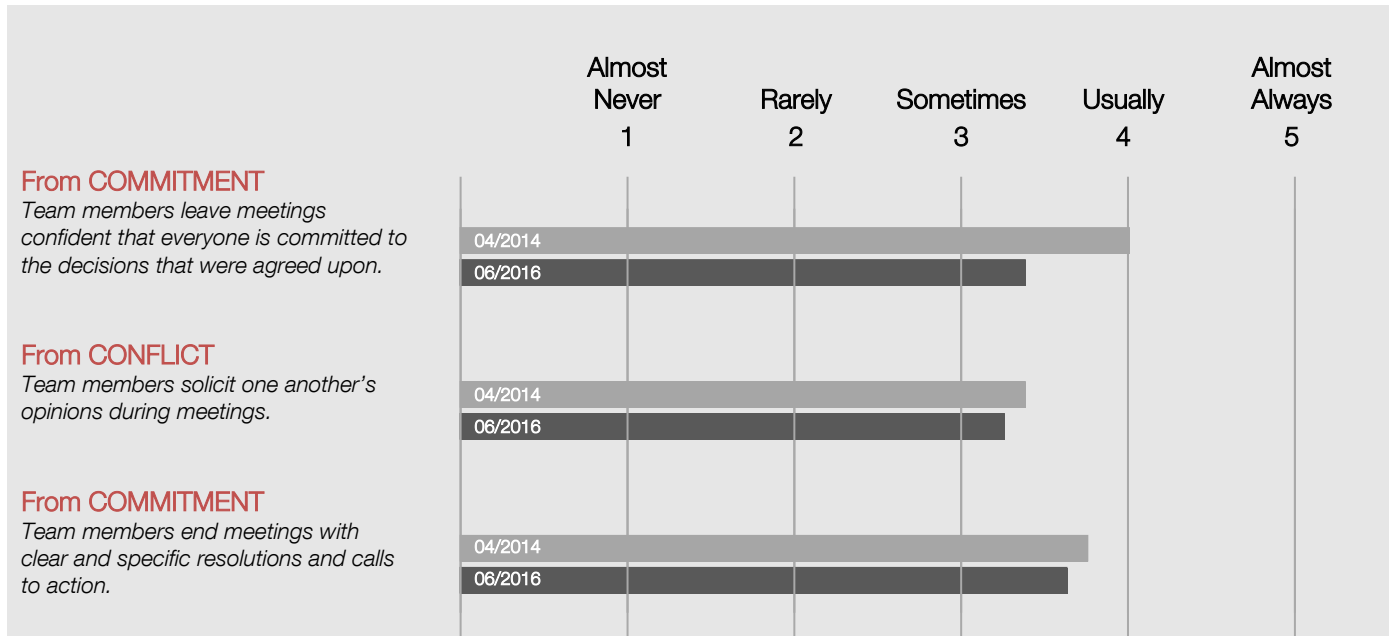 Almost
Never
1
Rarely
2
Sometimes
3
Usually
4
Almost
Always
5
From COMMITMENT
Team members leave meetings
confident that everyone is committed to
the decisions that were agreed upon.
04/2014
06/2016
From CONFLICT
Team members solicit one another’s
opinions during meetings.
04/2014
06/2016
From COMMITMENT
Team members end meetings with
clear and specific resolutions and calls
to action.
04/2014
06/2016